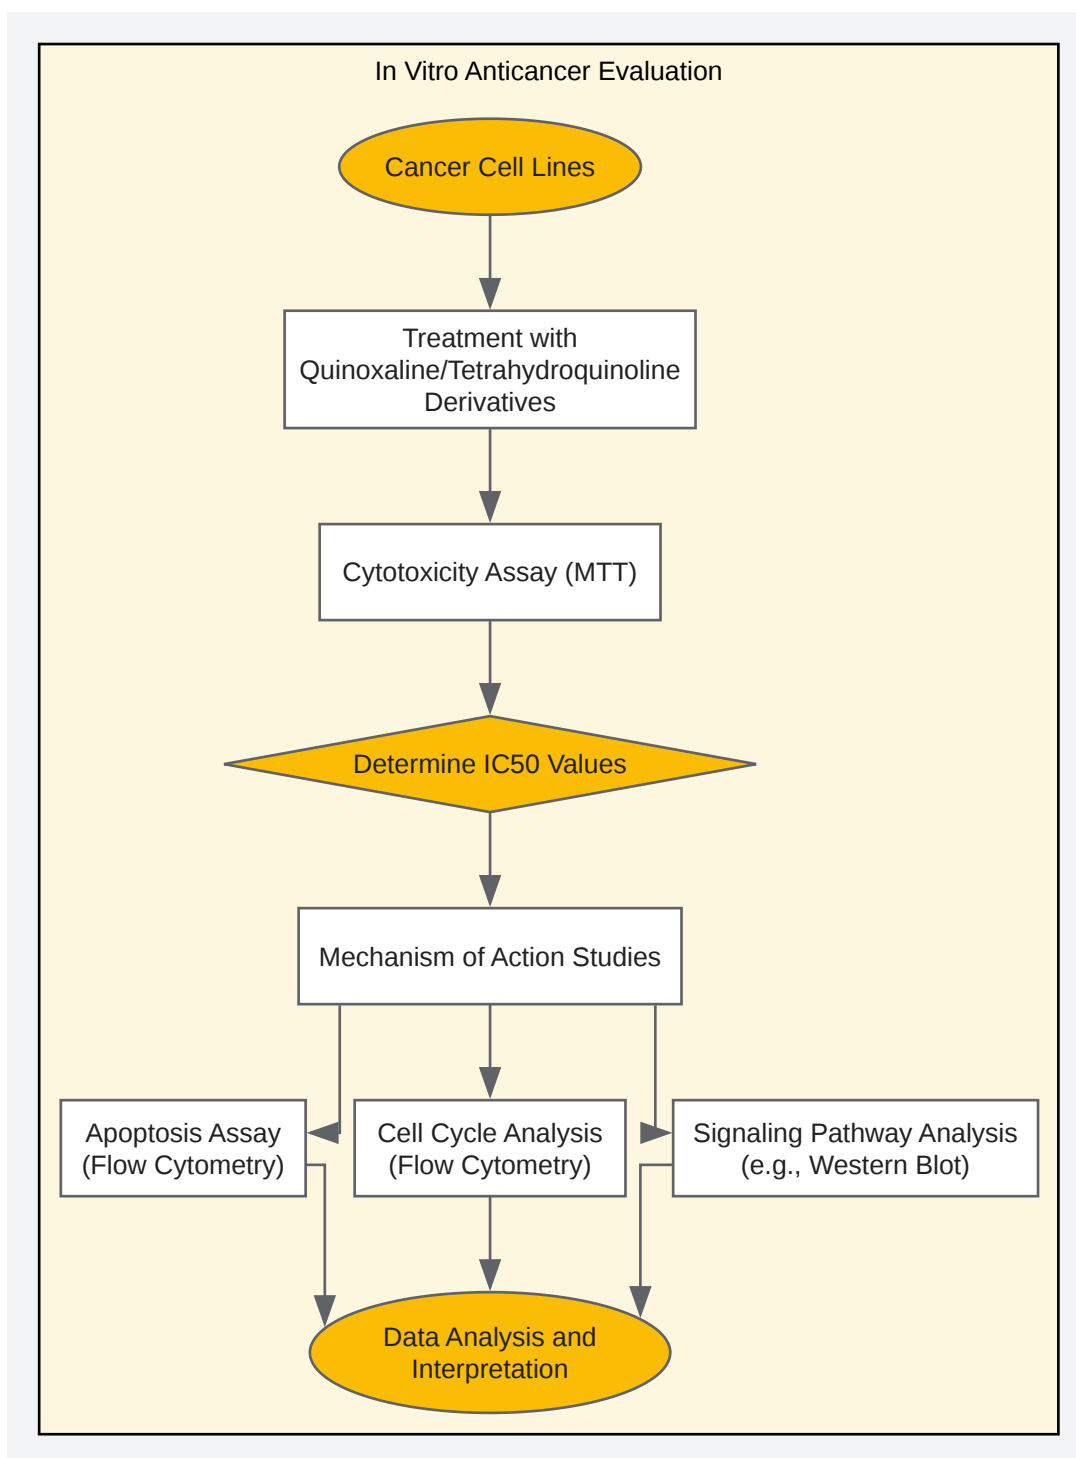 In Vitro Anticancer Evaluation
Cancer Cell Lines
Treatment with
Quinoxaline/Tetrahydroquinoline
Derivatives
Cytotoxicity Assay (MTT)
Determine IC50 Values
Mechanism of Action Studies
Apoptosis Assay
(Flow Cytometry)
Cell Cycle Analysis
(Flow Cytometry)
Signaling Pathway Analysis
(e.g., Western Blot)
Data Analysis and
Interpretation